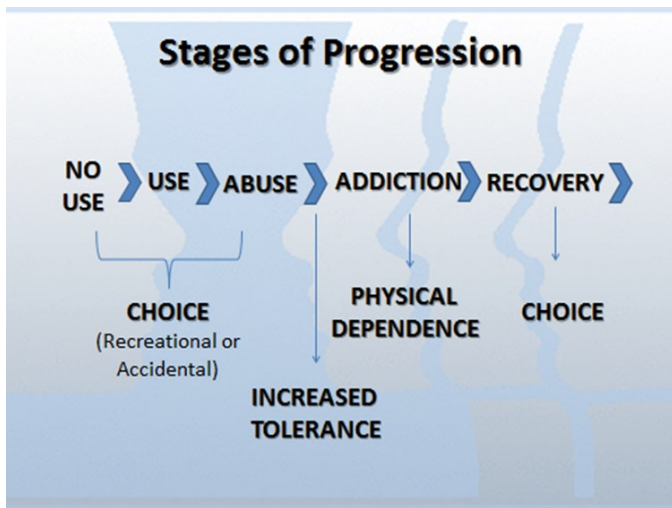 Stages of Progression
NO
USE
USE
ABUSE
ADDICTION
RECOVERY
CHOICE
(Recreational or
Accidental)
INCREASED
TOLERANCE
PHYSICAL
DEPENDENCE
CHOICE